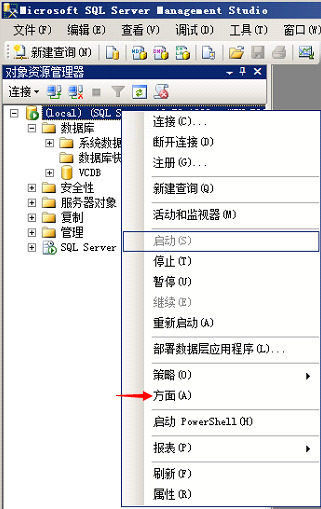 Microsoft SQL Server Management Studio
文件(F) 编辑(E) 查看(V) 调试(D) 工具(T) 窗口(W)
新建查询(N)
对象资源管理器
连接
(local) (SQL S
数据库
系统数据
数据库快
VCDB
安全性
服务器对象
复制
管理
SQL Server
连接(C)...
断开连接(D)
注册(G)...
新建查询(Q)
活动和监视器(M)
启动(S)
停止(T)
暂停(U)
继续(E)
重新启动(A)
部署数据层应用程序(L)...
策略(O)
方面(A)
启动 PowerShell(H)
报表(P)
刷新(F)
属性(R)